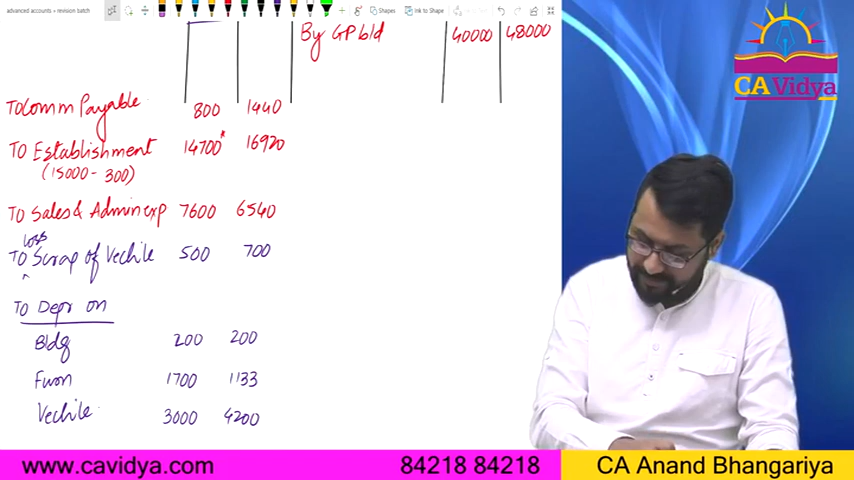 advanced accounts + revision batch
Shapes
Ink to Shape
CA Vidya
By GP bld 40000 48000
To Comm Payable 800 1440
TO Establishment 14700* 16920
(15000 - 300)
TO Sales & Admin exp 7600 6540
loss
TO ^ Scrap of Vechile 500 700
TO Depr on
Bldg 200 200
Furn 1700 1133
Vechile 3000 4200
www.cavidya.com 84218 84218 CA Anand Bhangariya